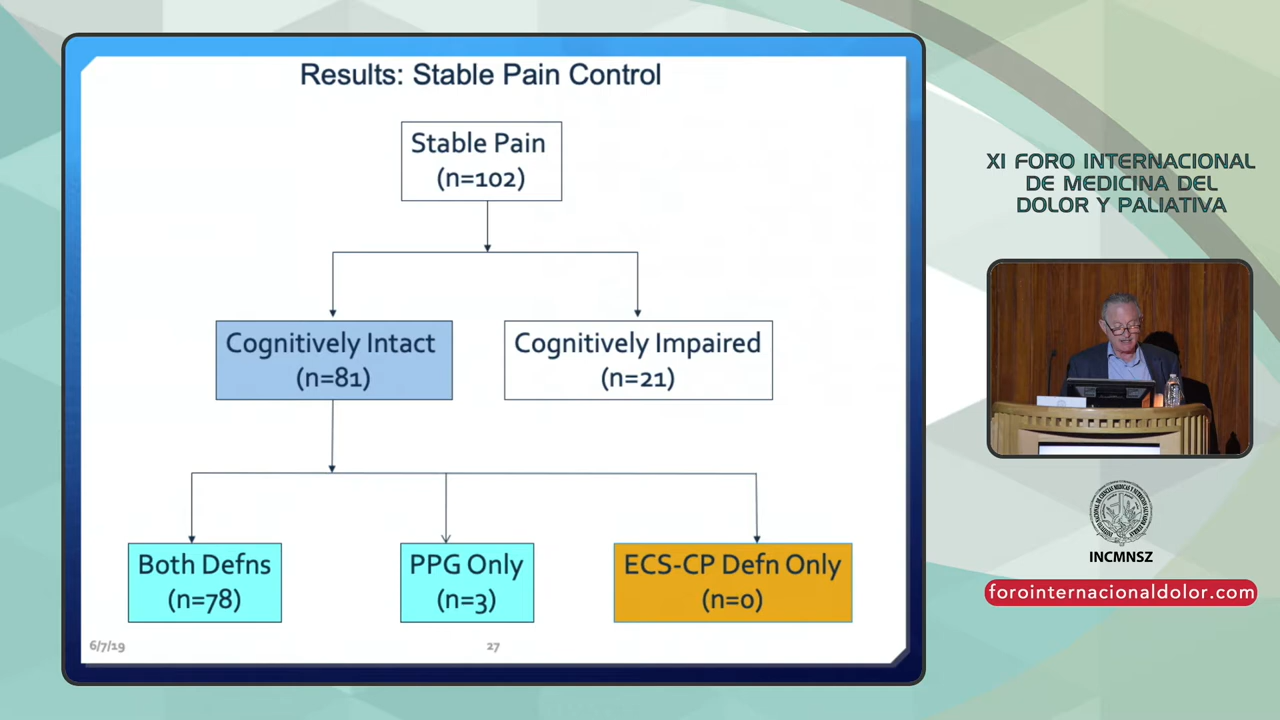 Results: Stable Pain Control
Stable Pain
(n=102)
Cognitively Intact
(n=81)
Cognitively Impaired
(n=21)
Both Defns
(n=78)
PPG Only
(n=3)
ECS-CP Defn Only
(n=0)
6/7/19
27
XI FORO INTERNACIONAL
DE MEDICINA DEL
DOLOR Y PALIATIVA
INCMNSZ
forointernacionaldolor.com